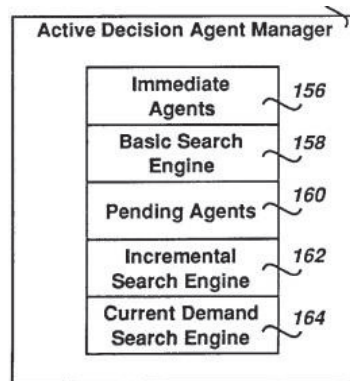 Active Decision Agent Manager
Immediate
Agents
156
Basic Search
Engine
158
Pending Agents
160
Incremental
Search Engine
162
Current Demand
Search Engine
164